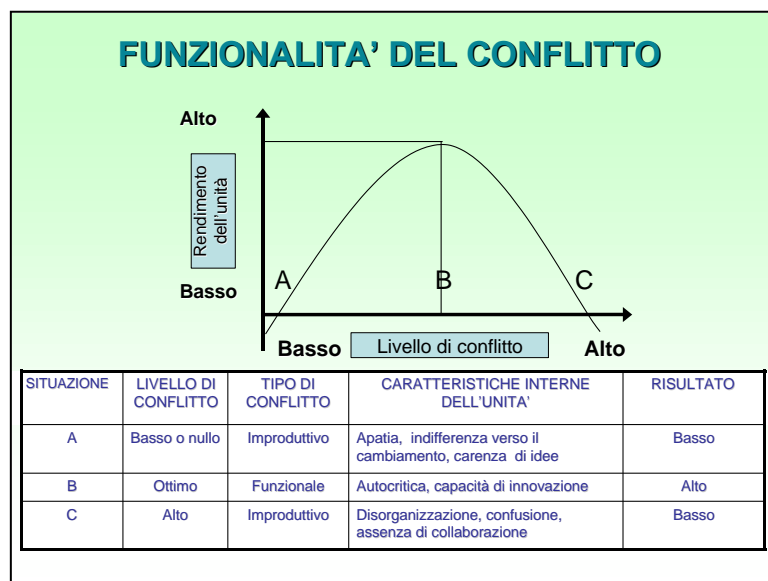 FUNZIONALITA’ DEL CONFLITTO
Alto
Rendimento
dell’unità
Basso
A
B
C
Basso
Livello di conflitto
Alto
SITUAZIONE
LIVELLO DI
CONFLITTO
TIPO DI
CONFLITTO
CARATTERISTICHE INTERNE
DELL’UNITA’
RISULTATO
A
Basso o nullo
Improduttivo
Apatia, indifferenza verso il
cambiamento, carenza di idee
Basso
B
Ottimo
Funzionale
Autocritica, capacità di innovazione
Alto
C
Alto
Improduttivo
Disorganizzazione, confusione,
assenza di collaborazione
Basso